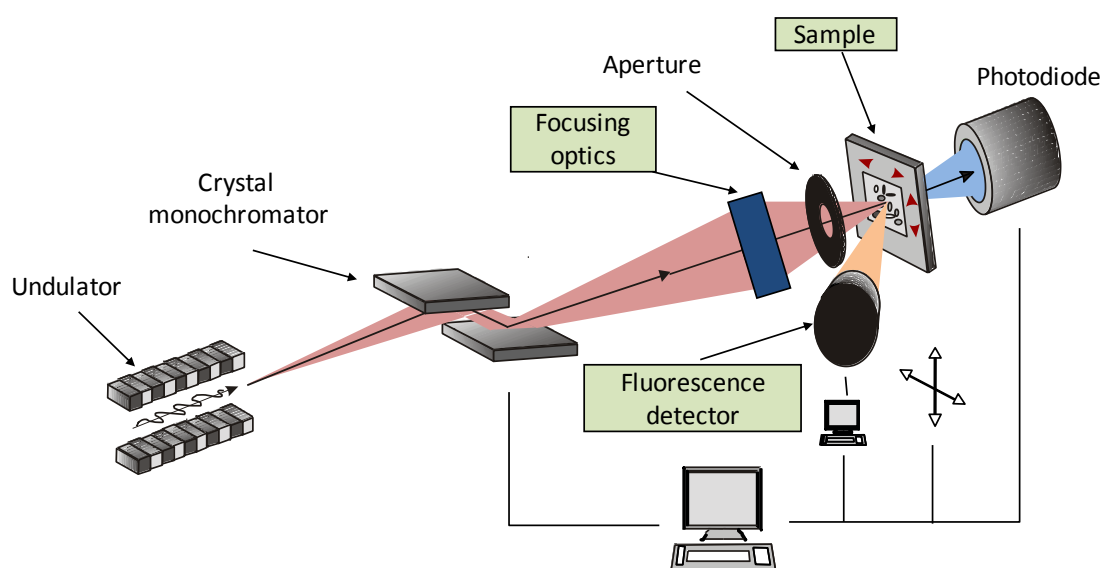 Sample
Aperture
Photodiode
Focusing
optics
Crystal
monochromator
Undulator
Fluorescence
detector